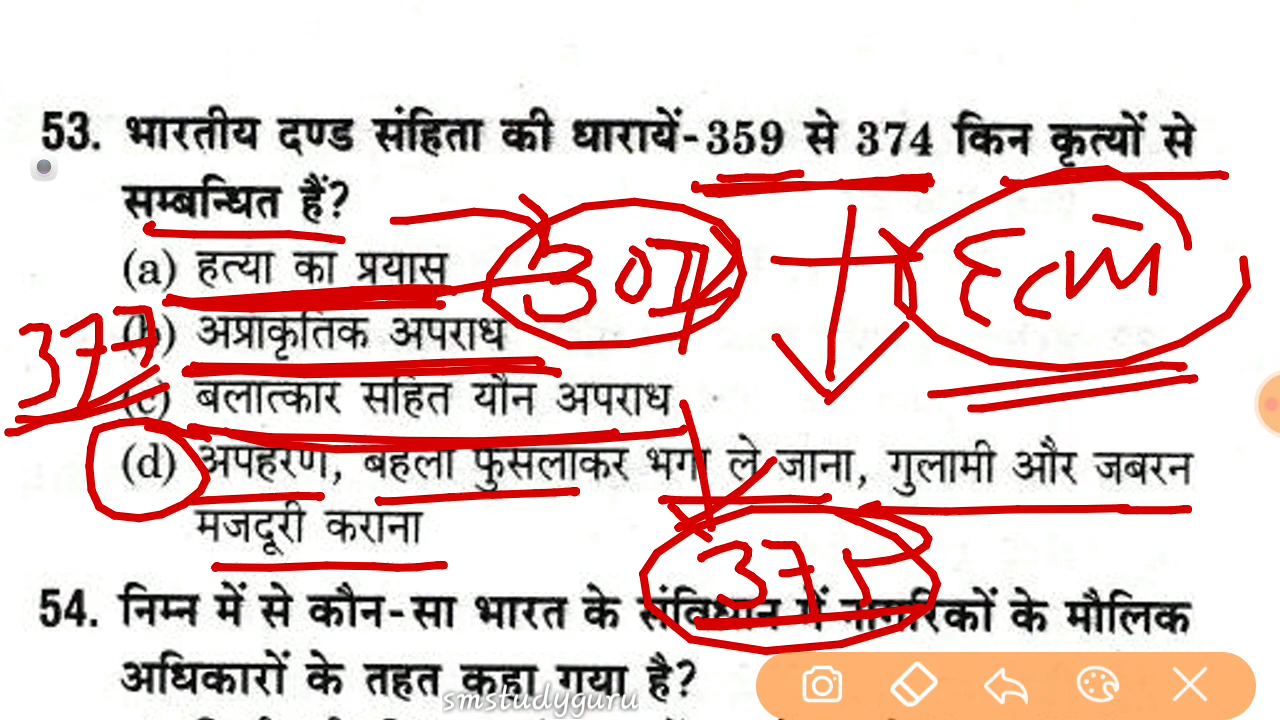 53. भारतीय दण्ड संहिता की धारायें-359 से 374 किन कृत्यों से
सम्बन्धित हैं?
(a) हत्या का प्रयास
307
(b) अप्राकृतिक अपराध
377
(c) बलात्कार सहित यौन अपराध
(d) अपहरण, बहला फुसलाकर भगा ले जाना, गुलामी और जबरन
मजदूरी कराना
375
54. निम्न में से कौन-सा भारत के संविधान में नागरिकों के मौलिक
अधिकारों के तहत कहा गया है?
smstudyguru